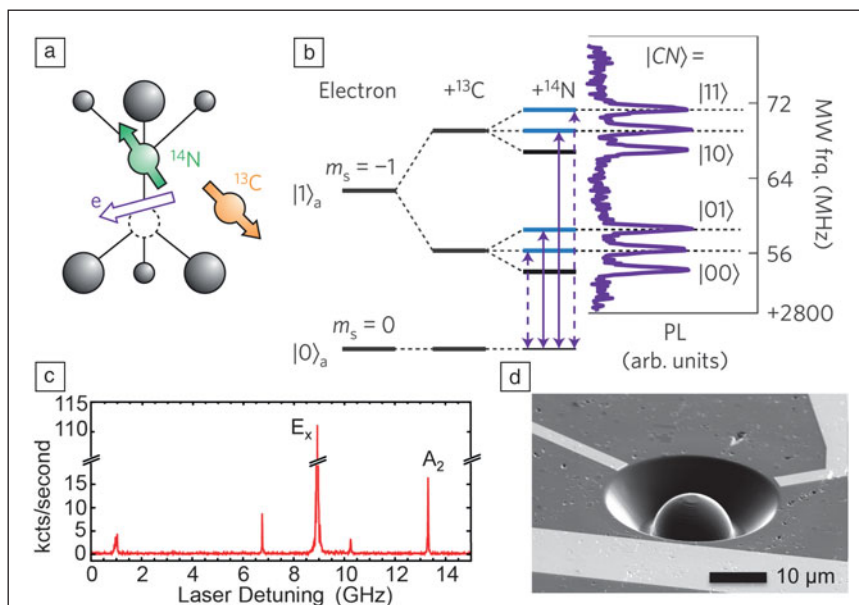 a
¹⁴N
e
¹³C
b
Electron
+¹³C
+¹⁴N
|CN⟩ =
mₛ = −1
|1⟩ₐ
mₛ = 0
|0⟩ₐ
|11⟩
|10⟩
|01⟩
|00⟩
72
64
56
+2800
MW frq. (MHz)
PL
(arb. units)
c
115
110
15
10
5
0
kcts/second
Eₓ
A₂
0 2 4 6 8 10 12 14
Laser Detuning (GHz)
d
10 µm